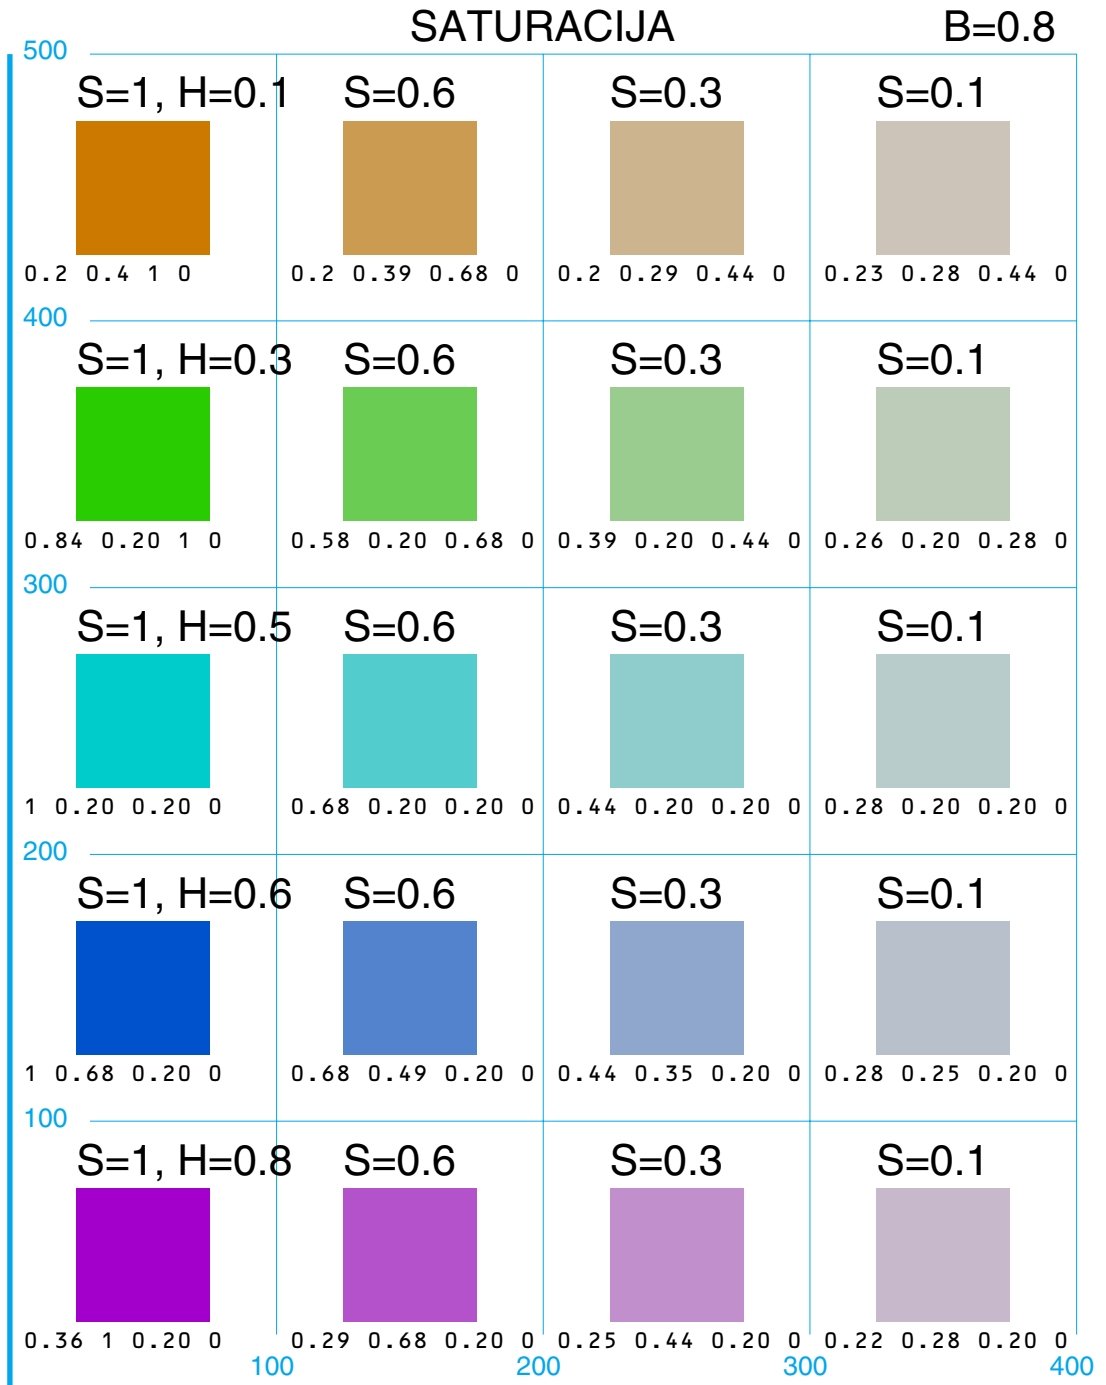 SATURACIJA B=0.8
500
S=1, H=0.1 S=0.6 S=0.3 S=0.1
0.2 0.4 1 0 0.2 0.39 0.68 0 0.2 0.29 0.44 0 0.23 0.28 0.44 0
400
S=1, H=0.3 S=0.6 S=0.3 S=0.1
0.84 0.20 1 0 0.58 0.20 0.68 0 0.39 0.20 0.44 0 0.26 0.20 0.28 0
300
S=1, H=0.5 S=0.6 S=0.3 S=0.1
1 0.20 0.20 0 0.68 0.20 0.20 0 0.44 0.20 0.20 0 0.28 0.20 0.20 0
200
S=1, H=0.6 S=0.6 S=0.3 S=0.1
1 0.68 0.20 0 0.68 0.49 0.20 0 0.44 0.35 0.20 0 0.28 0.25 0.20 0
100
S=1, H=0.8 S=0.6 S=0.3 S=0.1
0.36 1 0.20 0 0.29 0.68 0.20 0 0.25 0.44 0.20 0 0.22 0.28 0.20 0
100 200 300 400